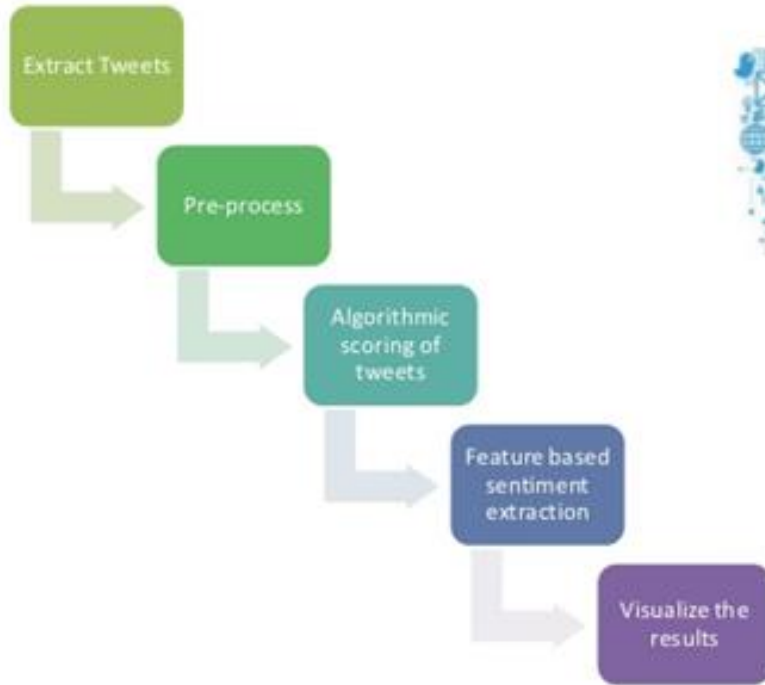 Extract Tweets
Pre-process
Algorithmic
scoring of
tweets
Feature based
sentiment
extraction
Visualize the
results